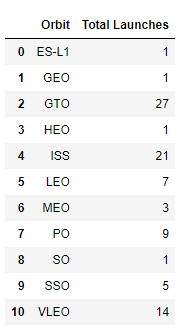 Orbit Total Launches
0 ES-L1 1
1 GEO 1
2 GTO 27
3 HEO 1
4 ISS 21
5 LEO 7
6 MEO 3
7 PO 9
8 SO 1
9 SSO 5
10 VLEO 14